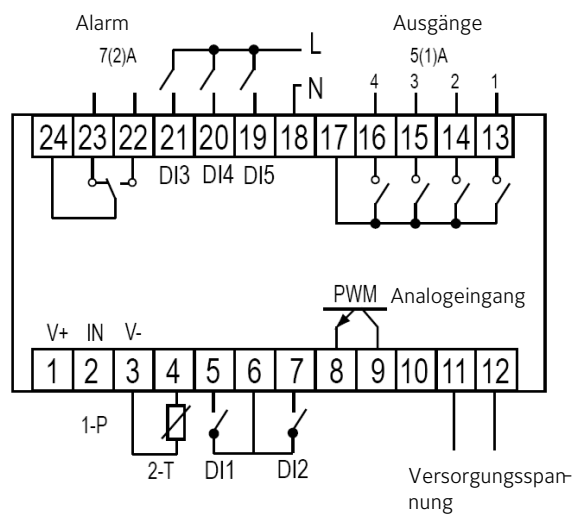 Alarm
Ausgänge
7(2)A
L
5(1)A
N
4 3 2 1
24 23 22 21 20 19 18 17 16 15 14 13
DI3 DI4 DI5
PWM
Analogeingang
V+ IN V-
1 2 3 4 5 6 7 8 9 10 11 12
1-P
2-T
DI1
DI2
Versorgungsspan-
nung